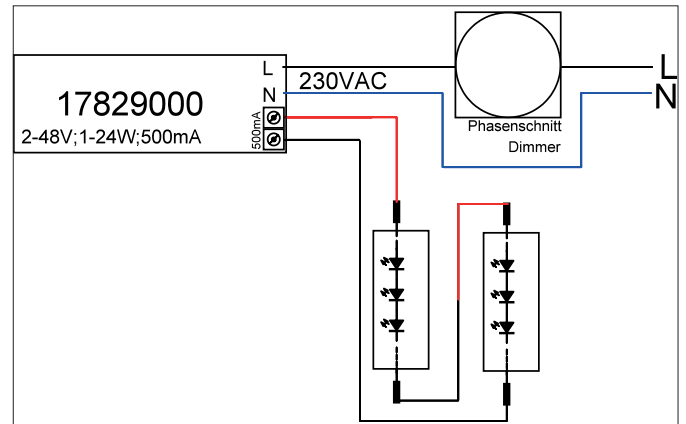 L
L
230VAC
N
N
17829000
2-48V;1-24W;500mA
500mA
Phasenschnitt
Dimmer